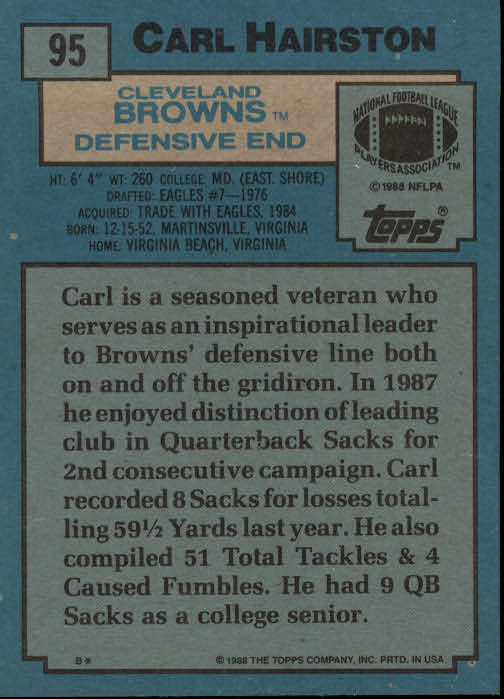 95
CARL HAIRSTON
CLEVELAND
BROWNS TM
DEFENSIVE END
NATIONAL FOOTBALL LEAGUE
PLAYERS ASSOCIATION TM
© 1988 NFLPA
topps®
HT: 6' 4" WT: 260 COLLEGE: MD. (EAST. SHORE)
DRAFTED: EAGLES #7—1976
ACQUIRED: TRADE WITH EAGLES, 1984
BORN: 12-15-52, MARTINSVILLE, VIRGINIA
HOME: VIRGINIA BEACH, VIRGINIA
Carl is a seasoned veteran who
serves as an inspirational leader
to Browns' defensive line both
on and off the gridiron. In 1987
he enjoyed distinction of leading
club in Quarterback Sacks for
2nd consecutive campaign. Carl
recorded 8 Sacks for losses total-
ling 59½ Yards last year. He also
compiled 51 Total Tackles & 4
Caused Fumbles. He had 9 QB
Sacks as a college senior.
B* © 1988 THE TOPPS COMPANY, INC. PRTD. IN USA.